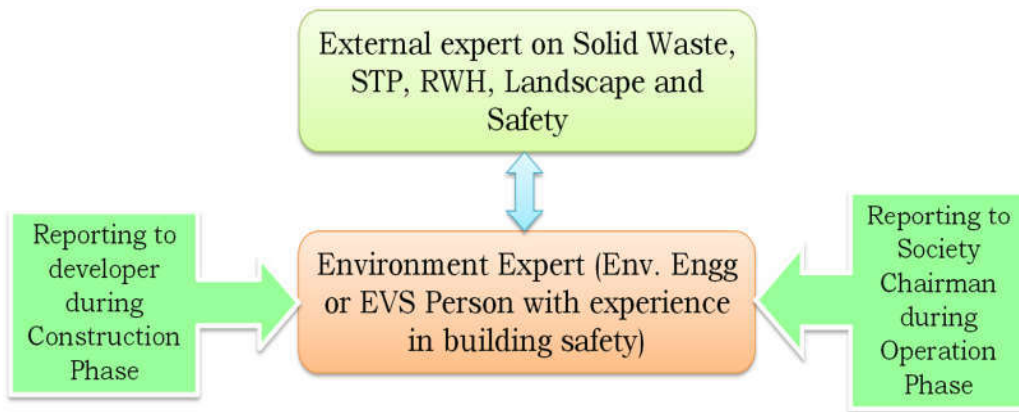 External expert on Solid Waste,
STP, RWH, Landscape and
Safety
Reporting to
developer
during
Construction
Phase
Environment Expert (Env. Engg
or EVS Person with experience
in building safety)
Reporting to
Society
Chairman
during
Operation
Phase